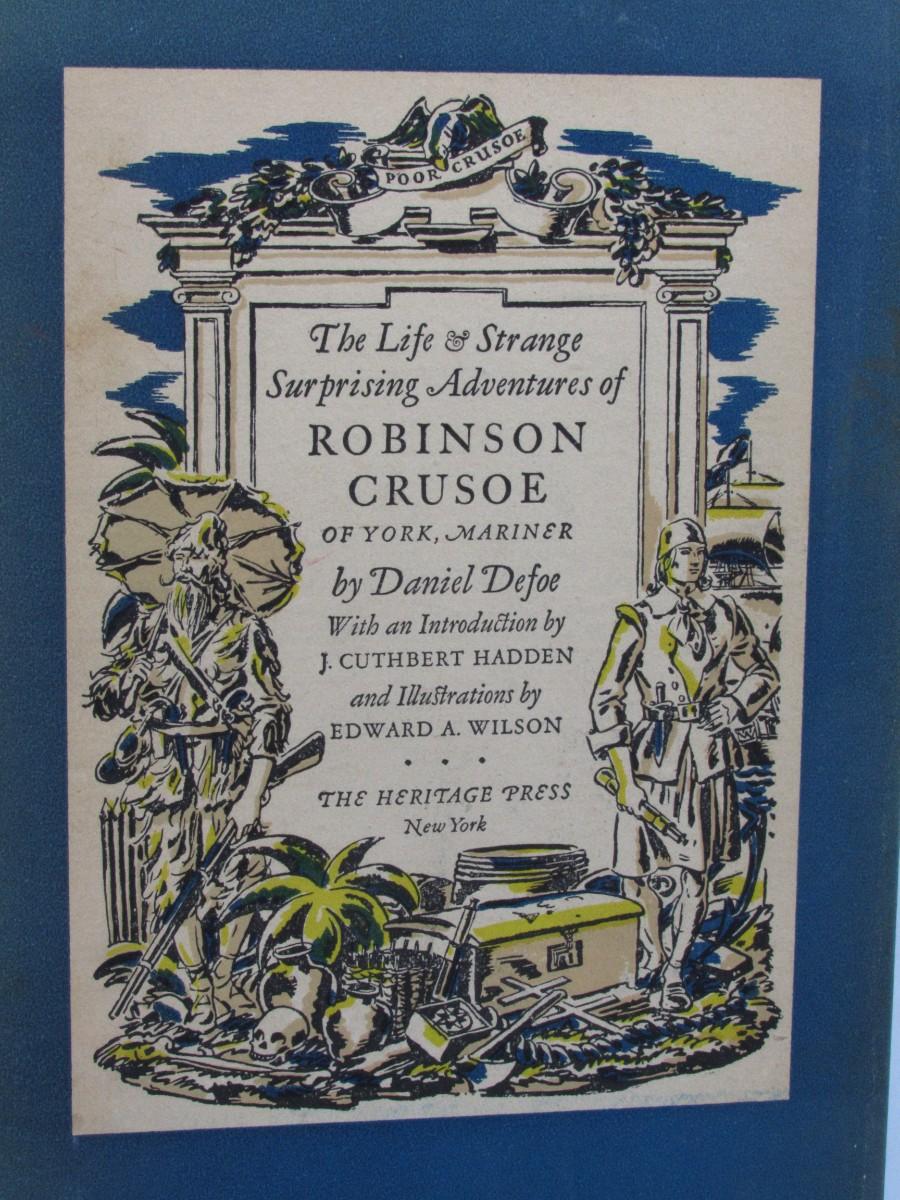 POOR CRUSOE
The Life & Strange
Surprising Adventures of
ROBINSON
CRUSOE
OF YORK, MARINER
by Daniel Defoe
With an Introduction by
J. CUTHBERT HADDEN
and Illustrations by
EDWARD A. WILSON
• • •
THE HERITAGE PRESS
New York